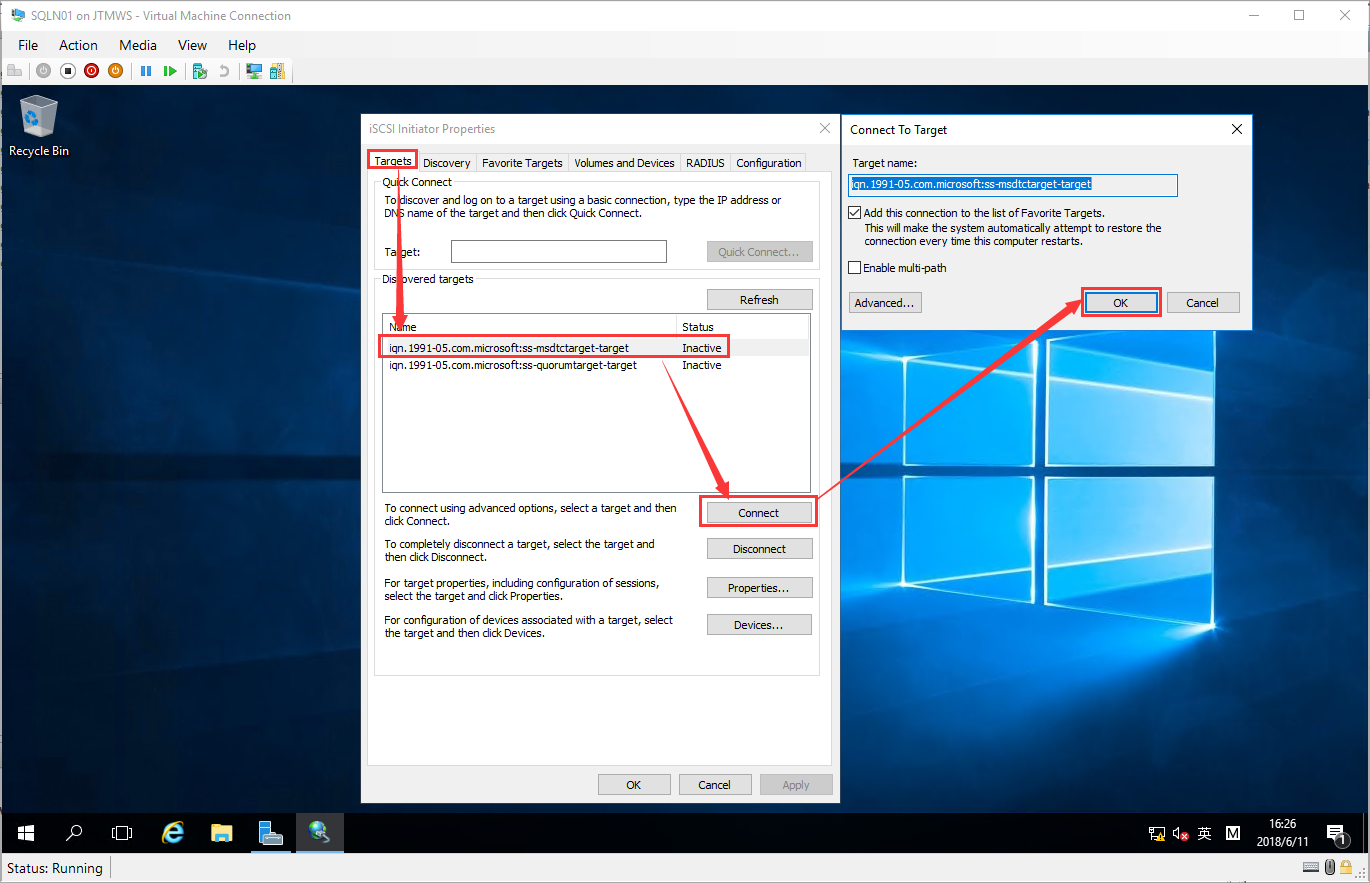 SQLN01 on JTMWS - Virtual Machine Connection
File Action Media View Help
Recycle Bin
iSCSI Initiator Properties
Targets Discovery Favorite Targets Volumes and Devices RADIUS Configuration
Quick Connect
To discover and log on to a target using a basic connection, type the IP address or
DNS name of the target and then click Quick Connect.
Target:
Quick Connect...
Discovered targets
Refresh
Name Status
iqn.1991-05.com.microsoft:ss-msdtctarget-target Inactive
iqn.1991-05.com.microsoft:ss-quorumtarget-target Inactive
To connect using advanced options, select a target and then
click Connect.
Connect
To completely disconnect a target, select the target and
then click Disconnect.
Disconnect
For target properties, including configuration of sessions,
select the target and click Properties.
Properties...
For configuration of devices associated with a target, select
the target and then click Devices.
Devices...
OK Cancel Apply
Connect To Target
Target name:
iqn.1991-05.com.microsoft:ss-msdtctarget-target
Add this connection to the list of Favorite Targets.
This will make the system automatically attempt to restore the
connection every time this computer restarts.
Enable multi-path
Advanced...
OK
Cancel
英 M
16:26
2018/6/11
1
Status: Running